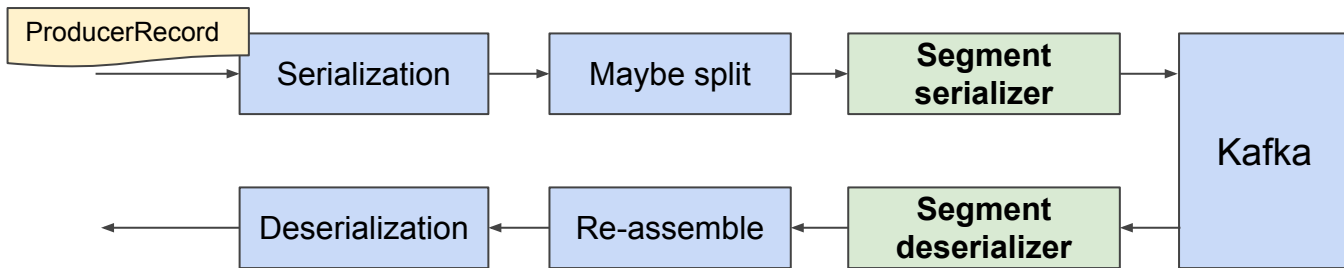 ProducerRecord
Serialization
Maybe split
Segment
serializer
Kafka
Deserialization
Re-assemble
Segment
deserializer